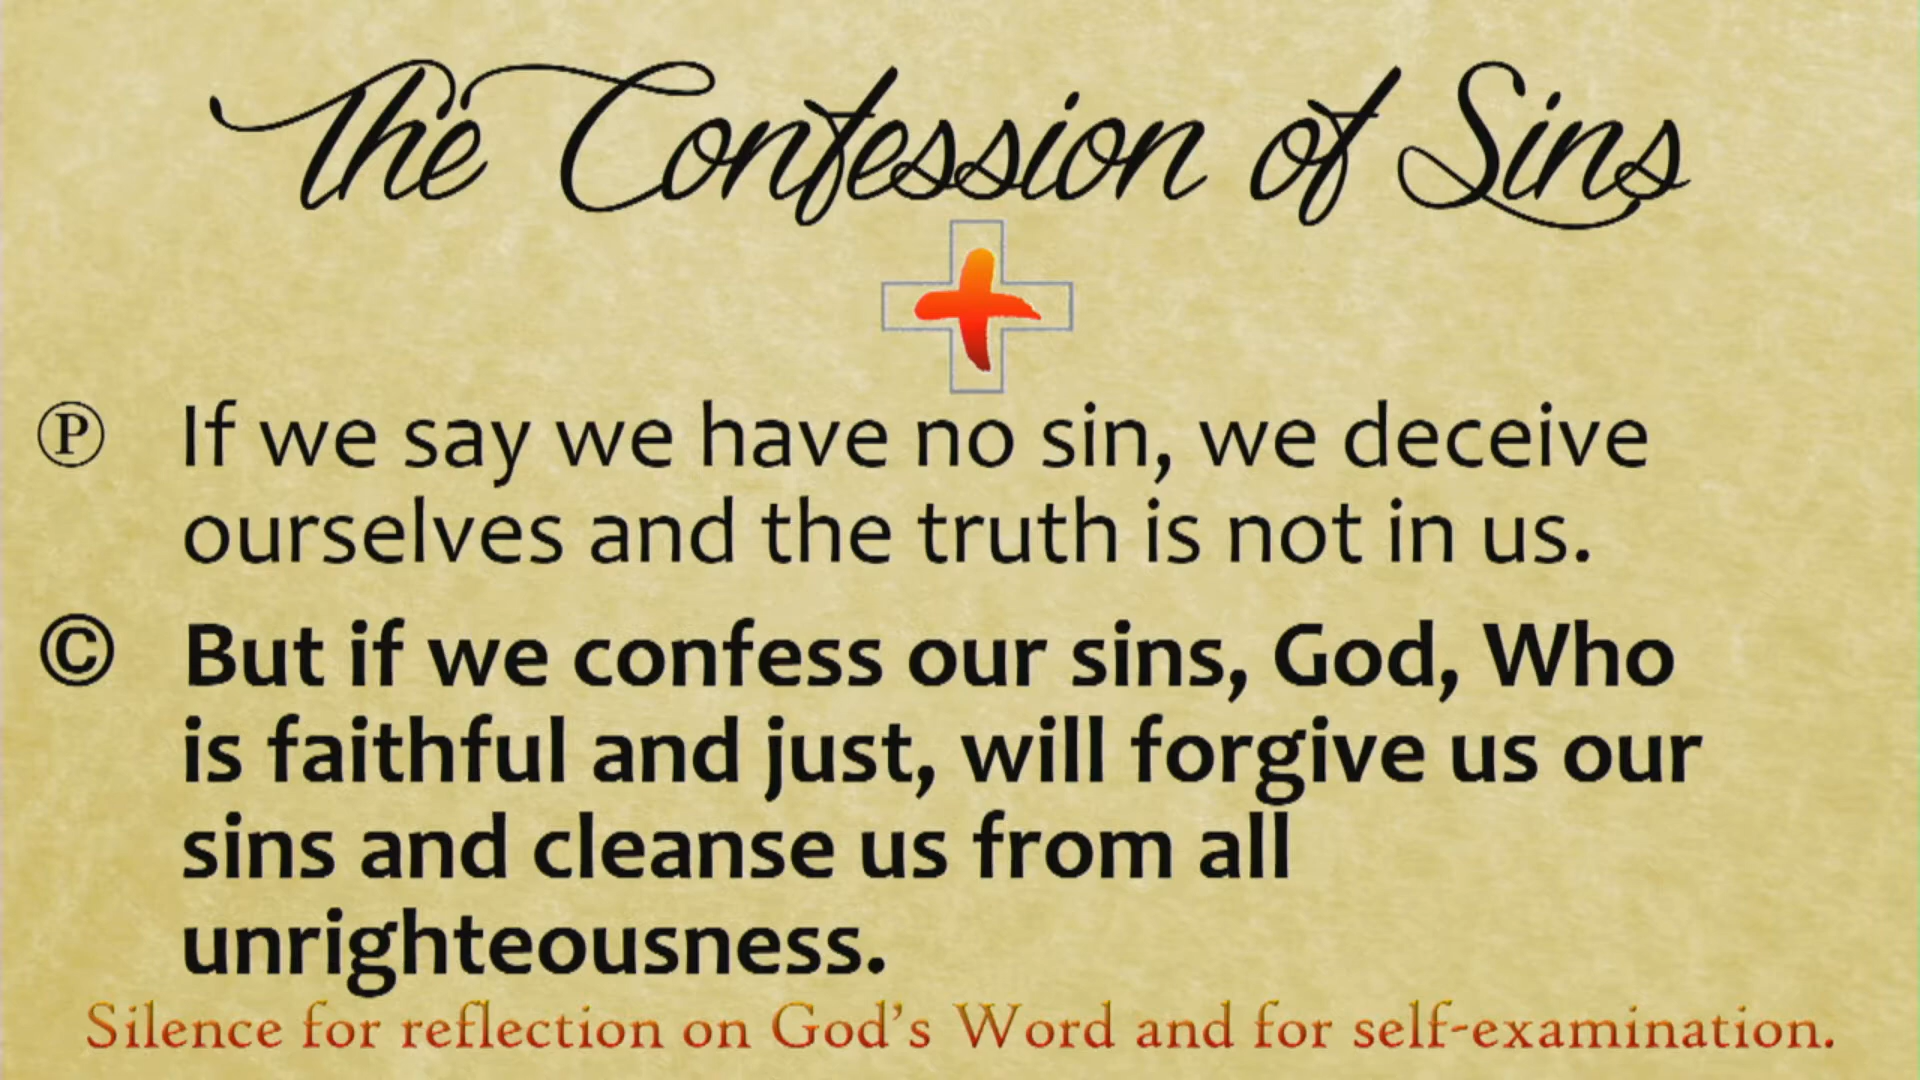 The Confession of Sins
Ⓟ If we say we have no sin, we deceive
ourselves and the truth is not in us.
© But if we confess our sins, God, Who
is faithful and just, will forgive us our
sins and cleanse us from all
unrighteousness.
Silence for reflection on God’s Word and for self-examination.